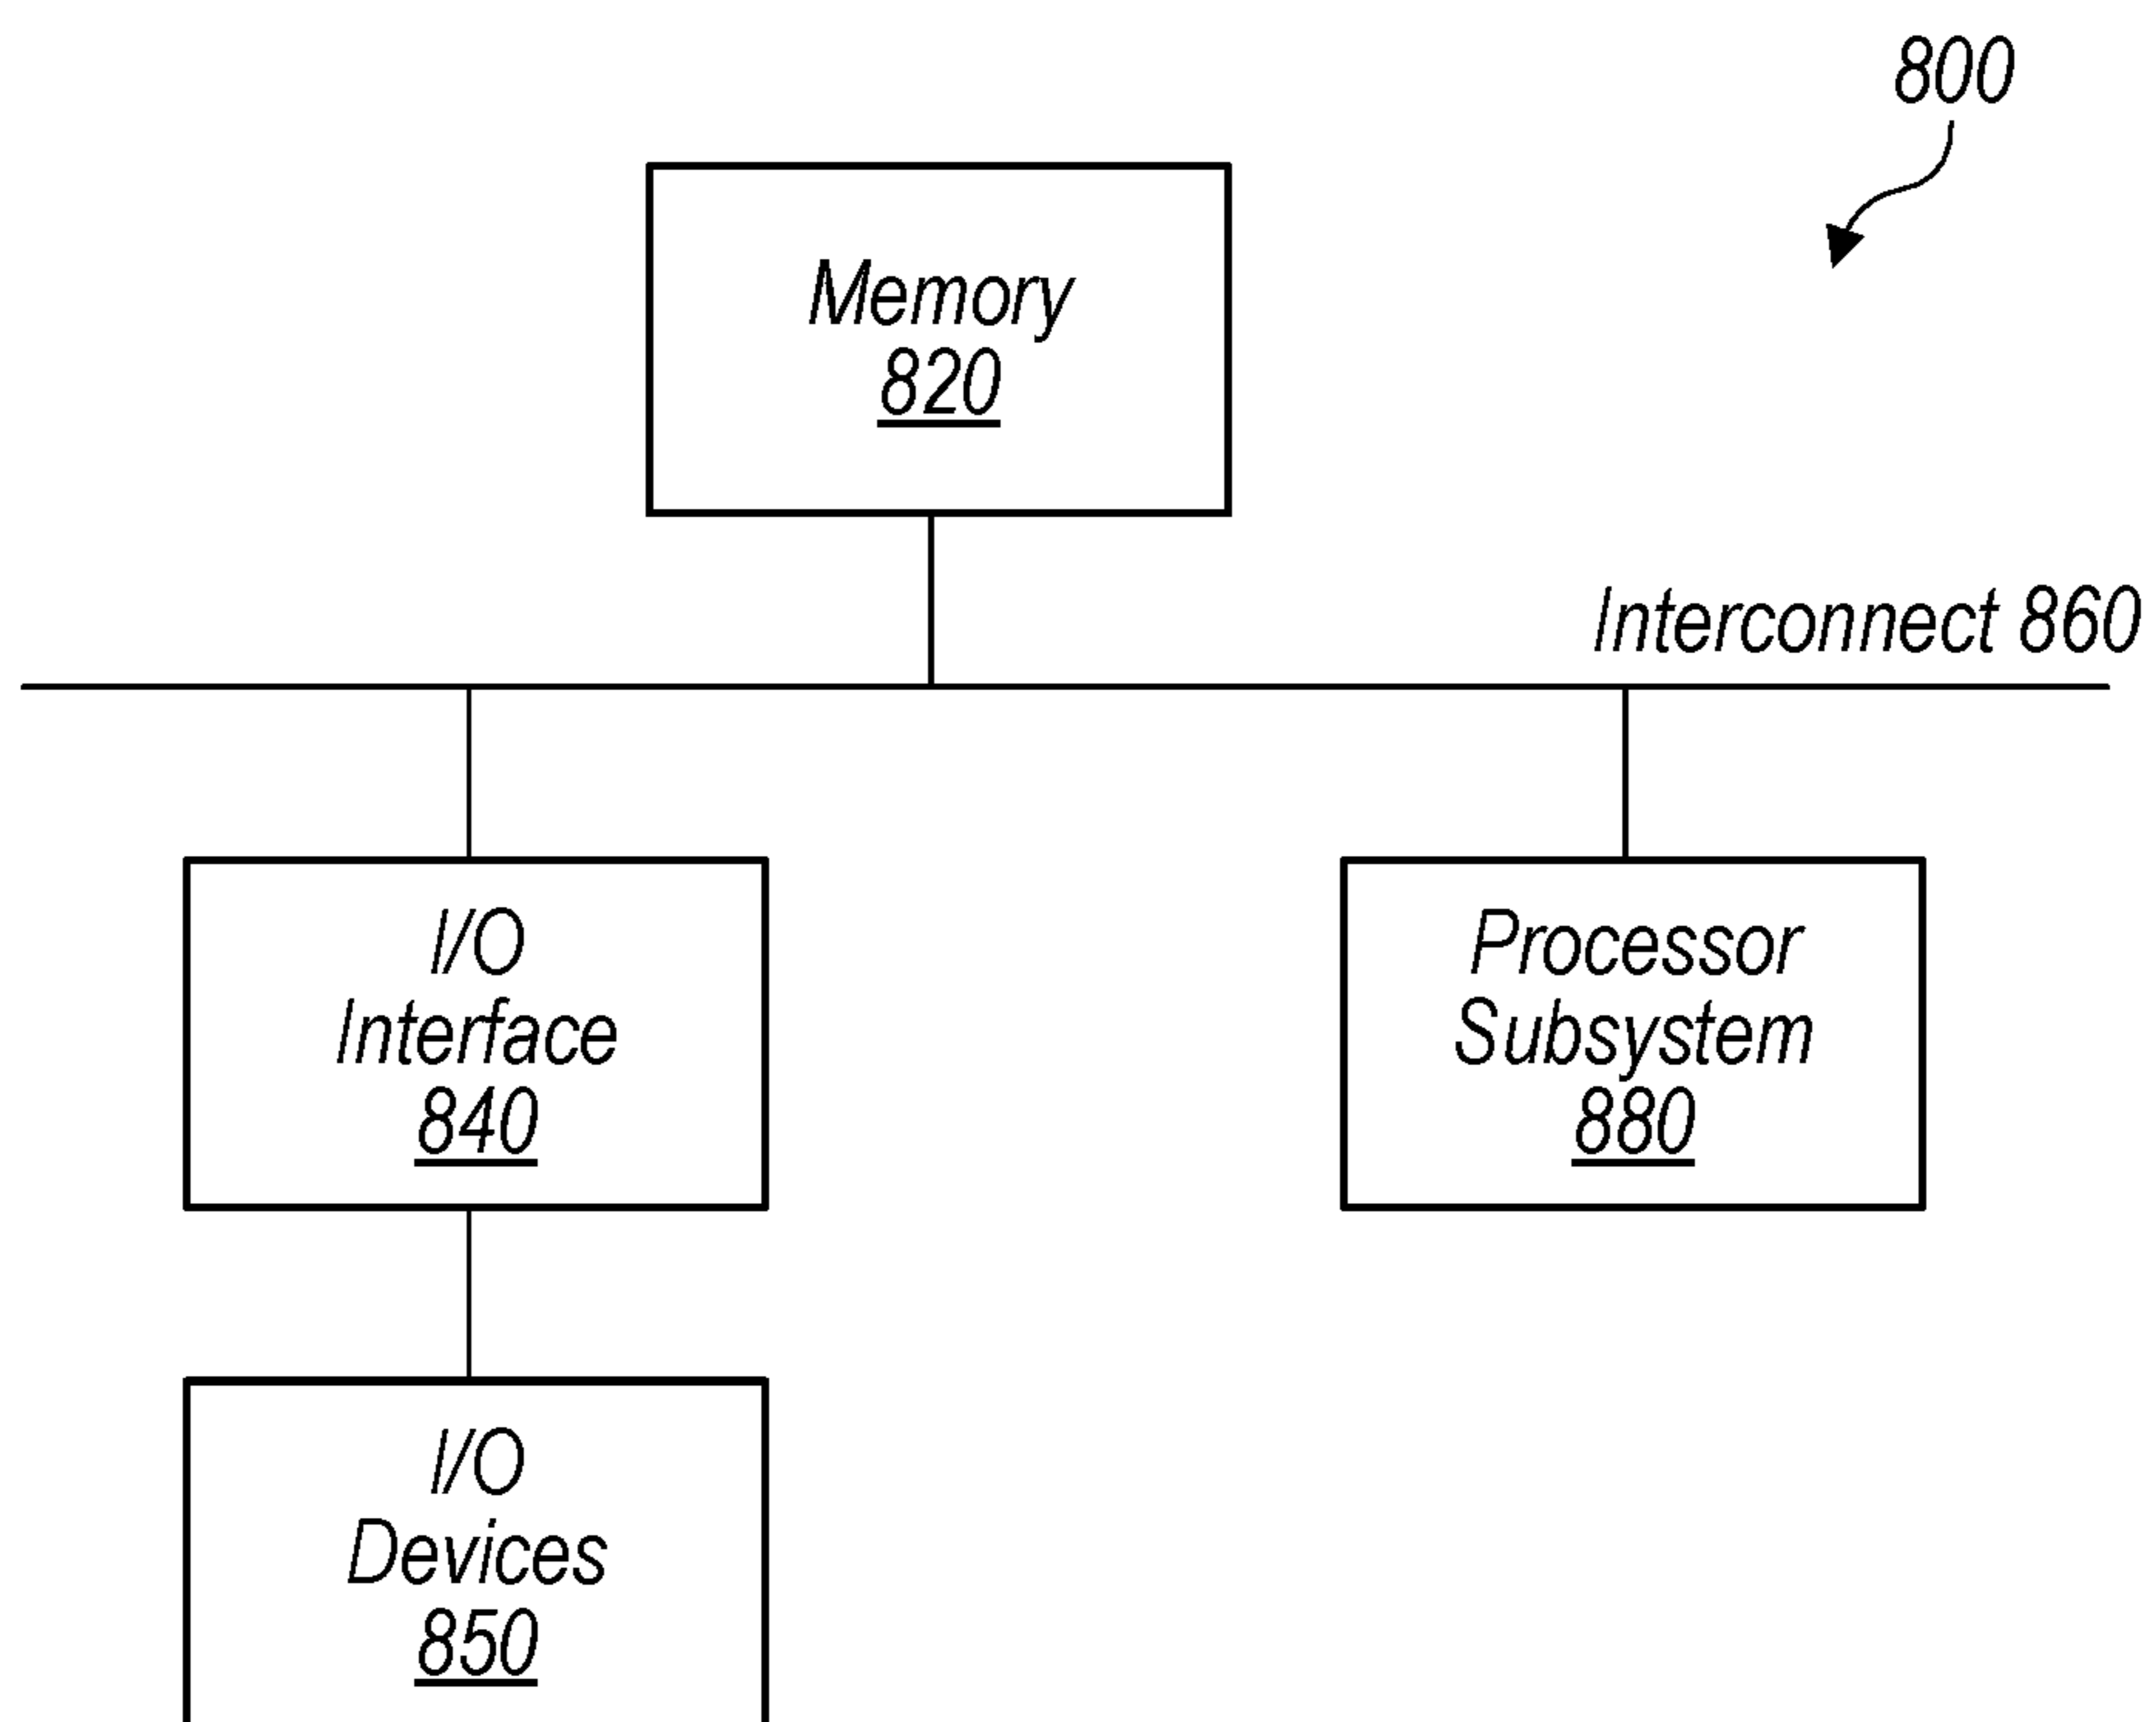 800
Memory
820
Interconnect 860
I/O
Interface
840
Processor
Subsystem
880
I/O
Devices
850